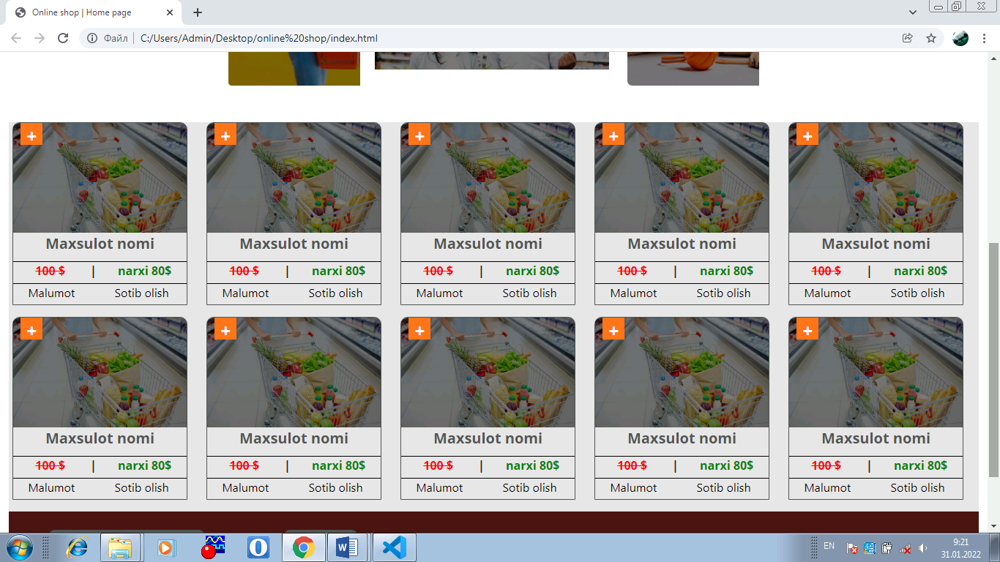 Online shop | Home page
Файл | C:/Users/Admin/Desktop/online%20shop/index.html
+ + + + +
Maxsulot nomi Maxsulot nomi Maxsulot nomi Maxsulot nomi Maxsulot nomi
100 $ | narxi 80$ 100 $ | narxi 80$ 100 $ | narxi 80$ 100 $ | narxi 80$ 100 $ | narxi 80$
Malumot Sotib olish Malumot Sotib olish Malumot Sotib olish Malumot Sotib olish Malumot Sotib olish
+ + + + +
Maxsulot nomi Maxsulot nomi Maxsulot nomi Maxsulot nomi Maxsulot nomi
100 $ | narxi 80$ 100 $ | narxi 80$ 100 $ | narxi 80$ 100 $ | narxi 80$ 100 $ | narxi 80$
Malumot Sotib olish Malumot Sotib olish Malumot Sotib olish Malumot Sotib olish Malumot Sotib olish
EN 9:21
31.01.2022